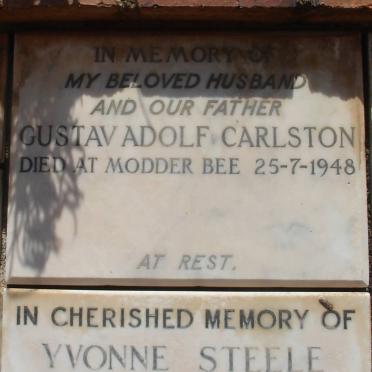 IN MEMORY OF
MY BELOVED HUSBAND
AND OUR FATHER
GUSTAV ADOLF CARLSTON
DIED AT MODDER BEE 25-7-1948
AT REST.
IN CHERISHED MEMORY OF
YVONNE STEELE